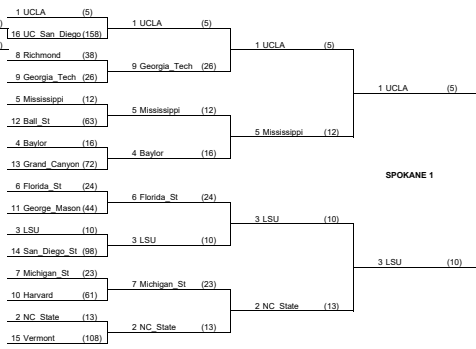 1 UCLA (5)
16 UC_San_Diego (158)
8 Richmond (38)
9 Georgia_Tech (26)
5 Mississippi (12)
12 Ball_St (63)
4 Baylor (16)
13 Grand_Canyon (72)
6 Florida_St (24)
11 George_Mason (44)
3 LSU (10)
14 San_Diego_St (98)
7 Michigan_St (23)
10 Harvard (61)
2 NC_State (13)
15 Vermont (108)
1 UCLA (5)
9 Georgia_Tech (26)
5 Mississippi (12)
4 Baylor (16)
6 Florida_St (24)
3 LSU (10)
7 Michigan_St (23)
2 NC_State (13)
1 UCLA (5)
5 Mississippi (12)
3 LSU (10)
2 NC_State (13)
1 UCLA (5)
SPOKANE 1
3 LSU (10)